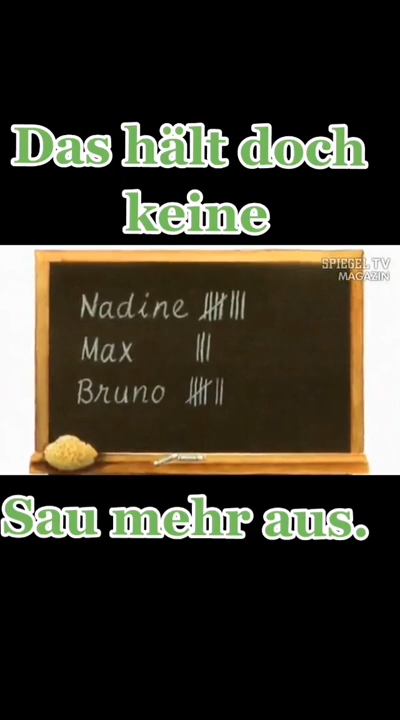 Das hält doch
keine
SPIEGEL TV
MAGAZIN
Nadine
Max
Bruno
Sau mehr aus.